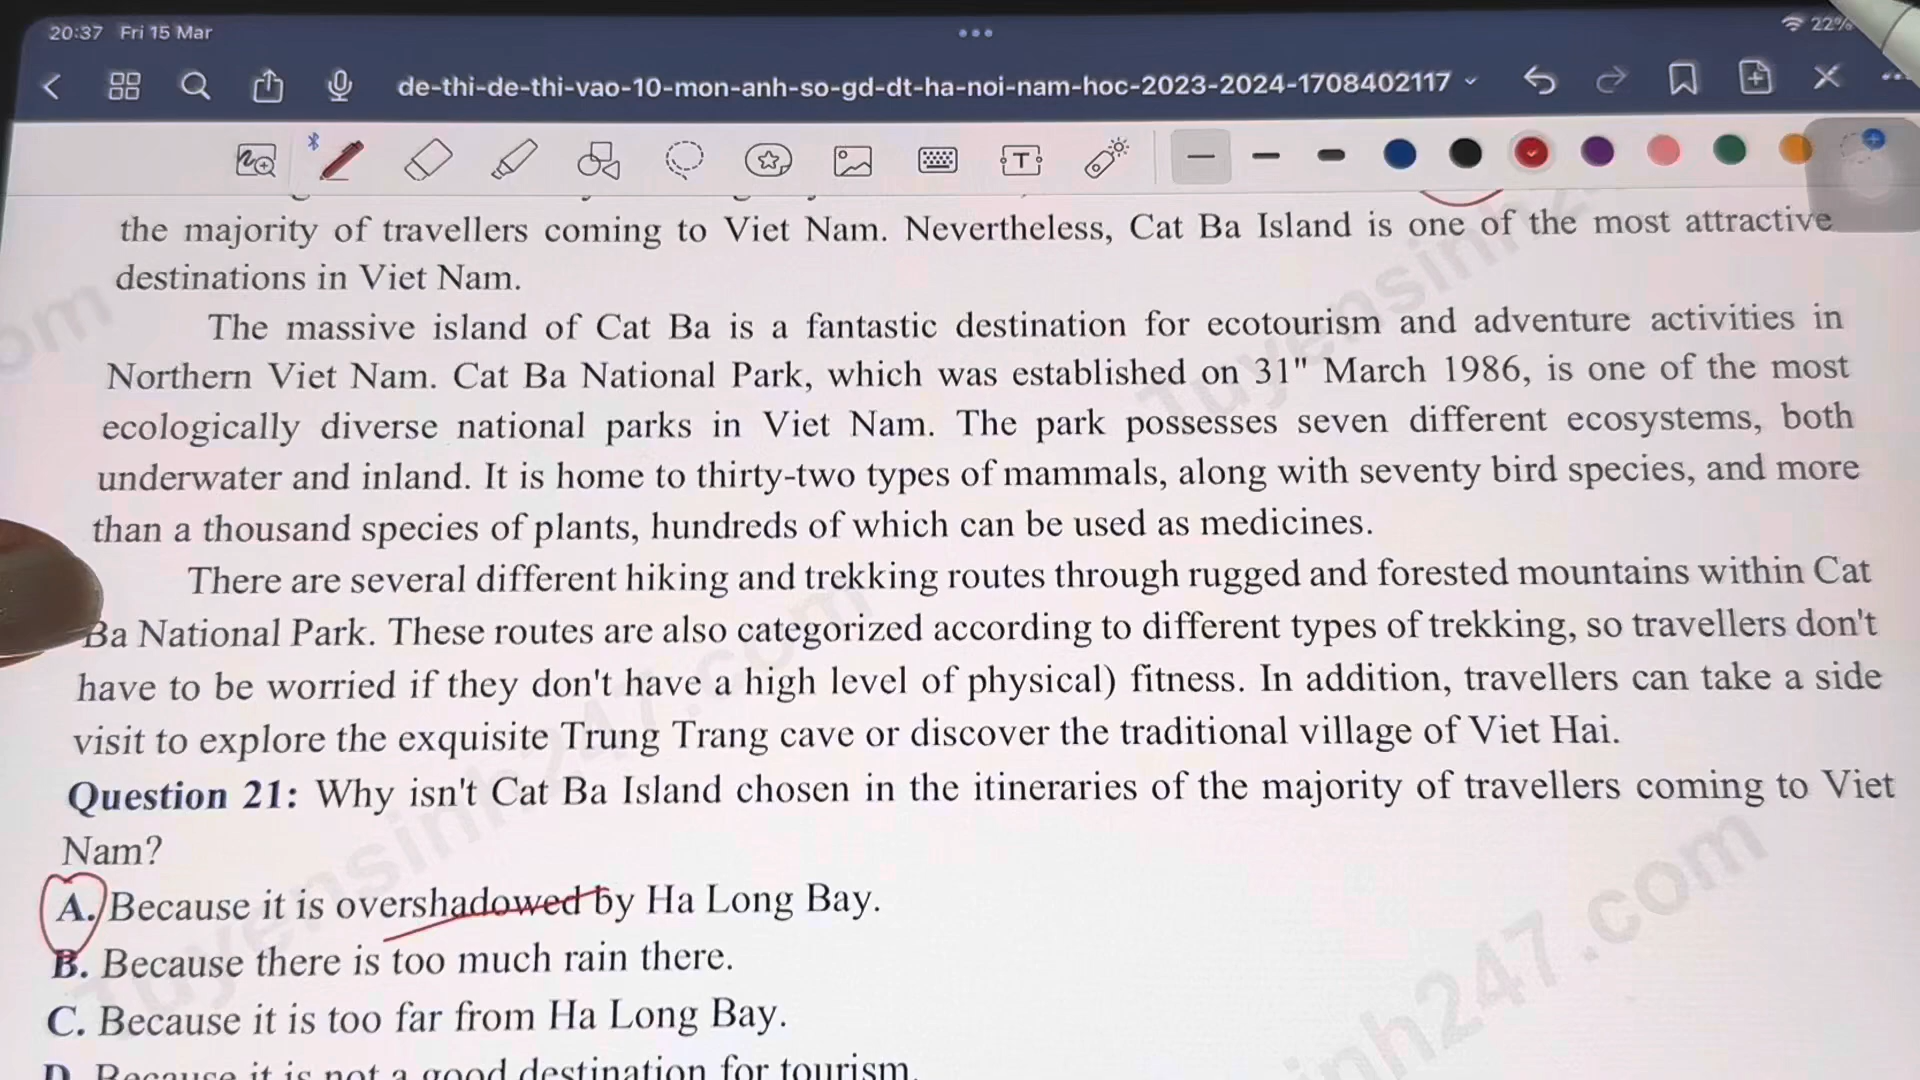 20:37 Fri 15 Mar
22%
de-thi-de-thi-vao-10-mon-anh-so-gd-dt-ha-noi-nam-hoc-2023-2024-1708402117
T
the majority of travellers coming to Viet Nam. Nevertheless, Cat Ba Island is one of the most attractive
destinations in Viet Nam.
The massive island of Cat Ba is a fantastic destination for ecotourism and adventure activities in
Northern Viet Nam. Cat Ba National Park, which was established on 31" March 1986, is one of the most
ecologically diverse national parks in Viet Nam. The park possesses seven different ecosystems, both
underwater and inland. It is home to thirty-two types of mammals, along with seventy bird species, and more
than a thousand species of plants, hundreds of which can be used as medicines.
There are several different hiking and trekking routes through rugged and forested mountains within Cat
Ba National Park. These routes are also categorized according to different types of trekking, so travellers don't
have to be worried if they don't have a high level of physical) fitness. In addition, travellers can take a side
visit to explore the exquisite Trung Trang cave or discover the traditional village of Viet Hai.
Question 21: Why isn't Cat Ba Island chosen in the itineraries of the majority of travellers coming to Viet
Nam?
A. Because it is overshadowed by Ha Long Bay.
B. Because there is too much rain there.
C. Because it is too far from Ha Long Bay.
D. Because it is not a good destination for tourism.
Tuyensinh247.com